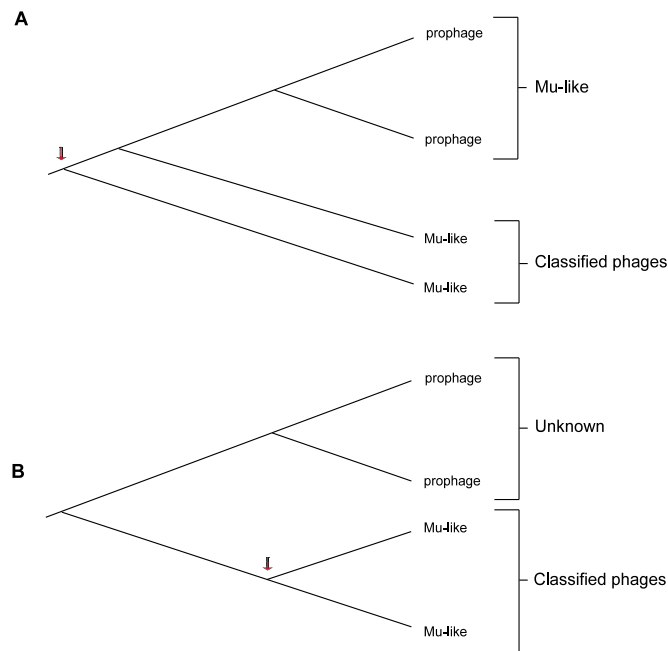 A
prophage
Mu-like
prophage
Mu-like
Classified phages
Mu-like
prophage
Unknown
B
prophage
Mu-like
Classified phages
Mu-like